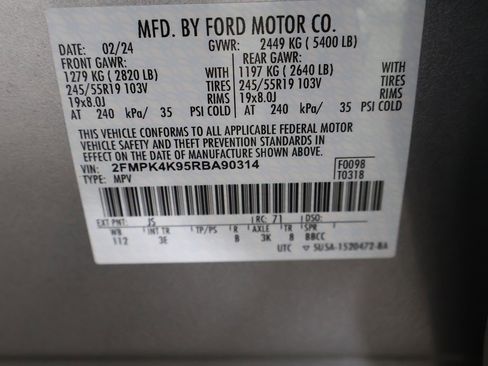 MFD. BY FORD MOTOR CO.
DATE: 02/24 GVWR: 2449 KG ( 5400 LB)
FRONT GAWR: REAR GAWR:
1279 KG ( 2820 LB) WITH 1197 KG ( 2640 LB) WITH
245/55R19 103V TIRES 245/55R19 103V TIRES
19x8.0J RIMS 19x8.0J RIMS
AT 240 kPa/ 35 PSI COLD AT 240 kPa/ 35 PSI COLD
THIS VEHICLE CONFORMS TO ALL APPLICABLE FEDERAL MOTOR
VEHICLE SAFETY AND THEFT PREVENTION STANDARDS IN
EFFECT ON THE DATE OF MANUFACTURE SHOWN ABOVE.
VIN: 2FMPK4K95RBA90314 F0098
TYPE: MPV T0318
EXT PNT: JS RC: 71 DSO:
WB INT TR TP/PS R AXLE TR SPR
112 3E B 3K 8 BBCC
UTC ▽ 5U5A-1520472-BA